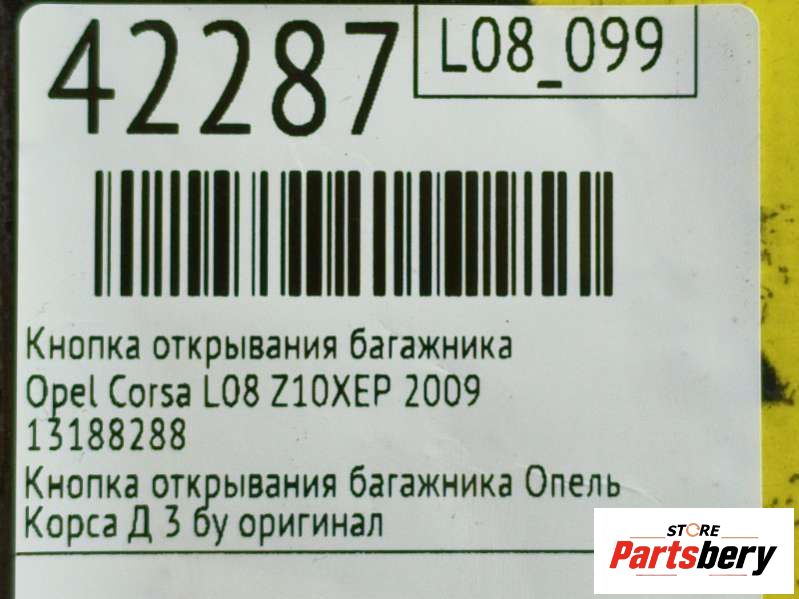 42287
L08_099
Кнопка открывания багажника
Opel Corsa L08 Z10XEP 2009
13188288
Кнопка открывания багажника Опель
Корса Д 3 бу оригинал
STORE
Partsbery